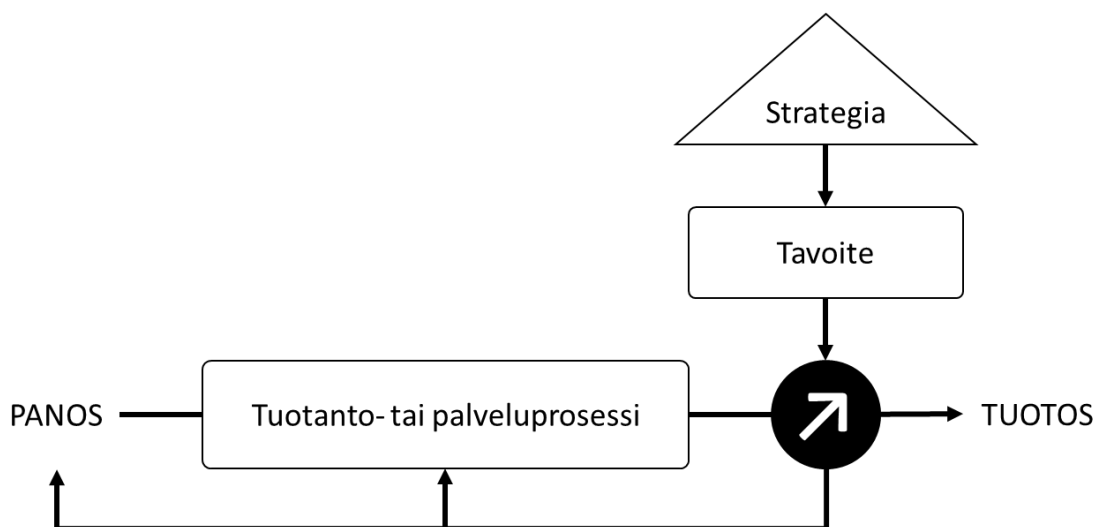 Strategia
Tavoite
PANOS
Tuotanto- tai palveluprosessi
TUOTOS